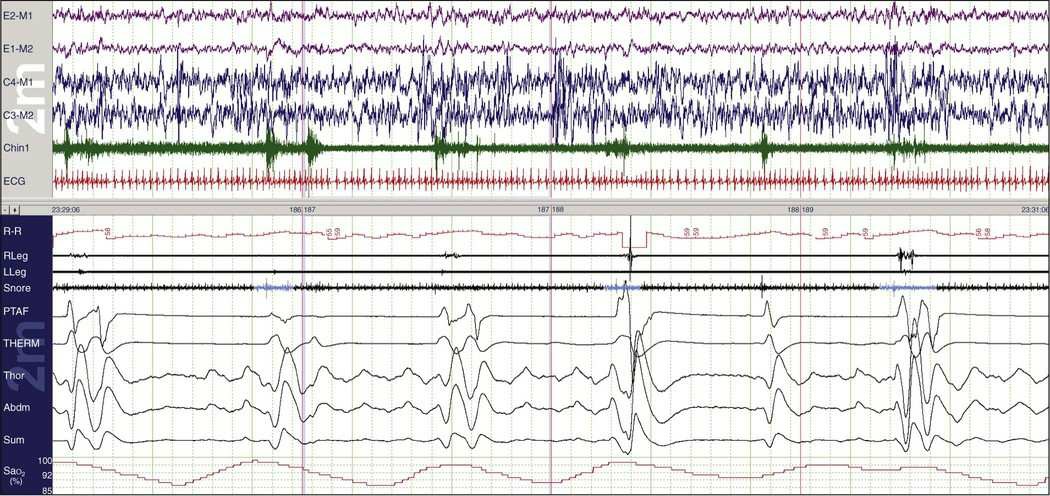 E2-M1
E1-M2
C4-M1
C3-M2
2m
Chin1
ECG
- +
23:29:06 186 187 187 188 188 189 23:31:06
R-R
58 55 59 59 59 59 59 56 58
RLeg
LLeg
Snore
PTAF
2m
THERM
Thor
Abdm
Sum
100
SaO2 92
(%)
85